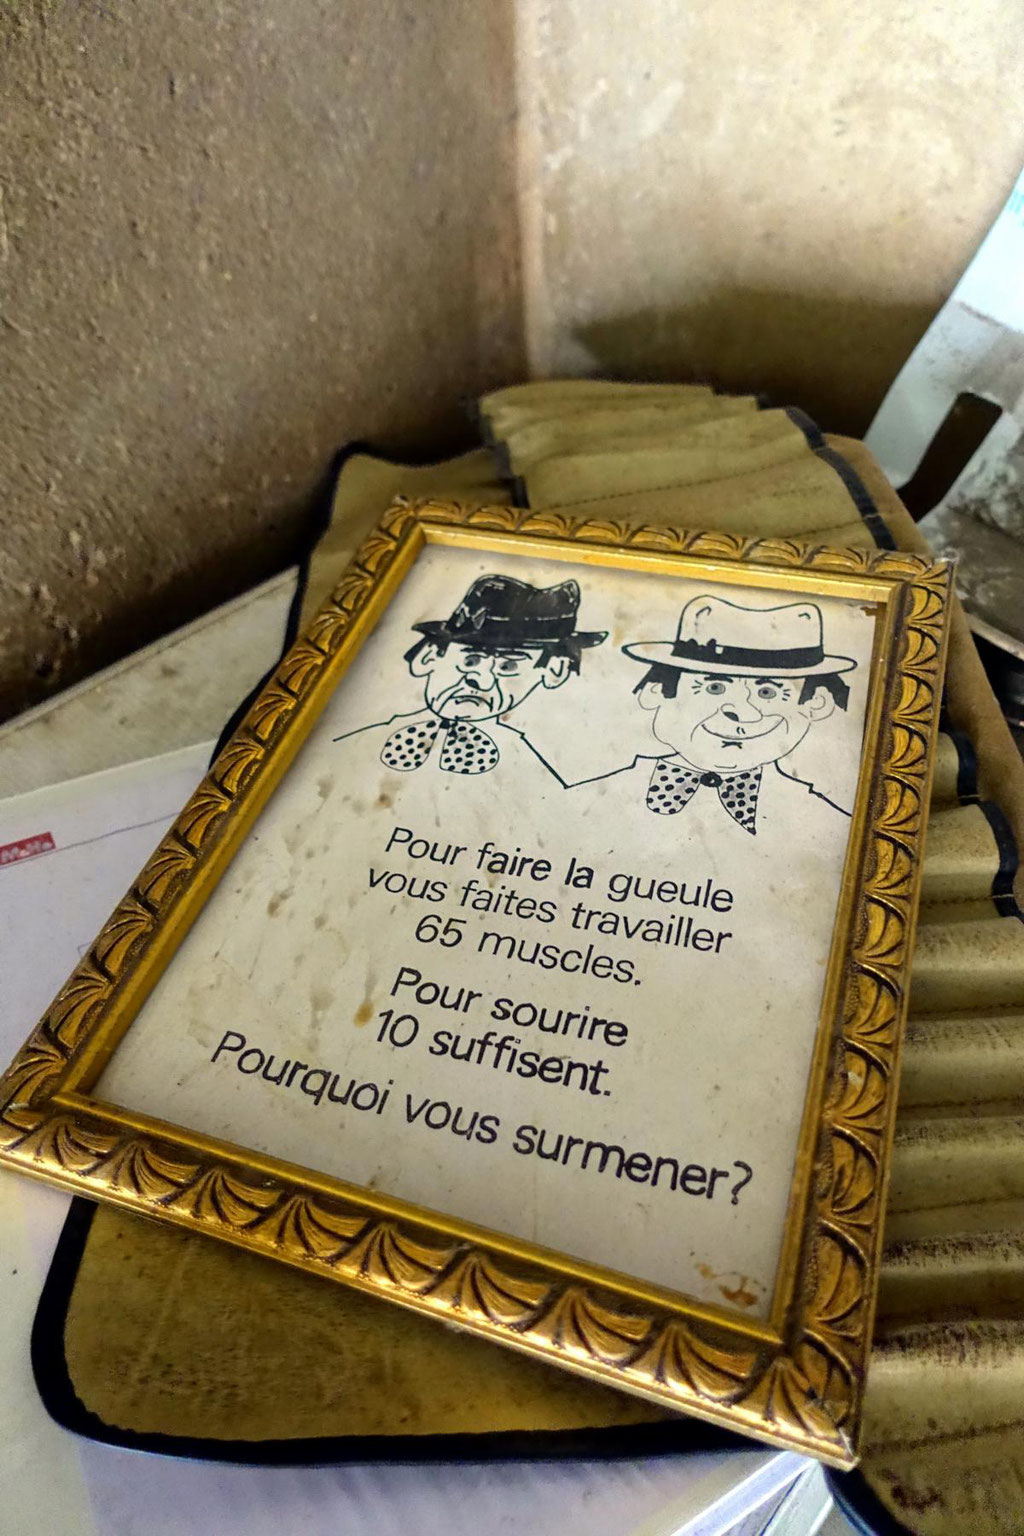 Pour faire la gueule
vous faites travailler
65 muscles.
Pour sourire
10 suffisent.
Pourquoi vous surmener?